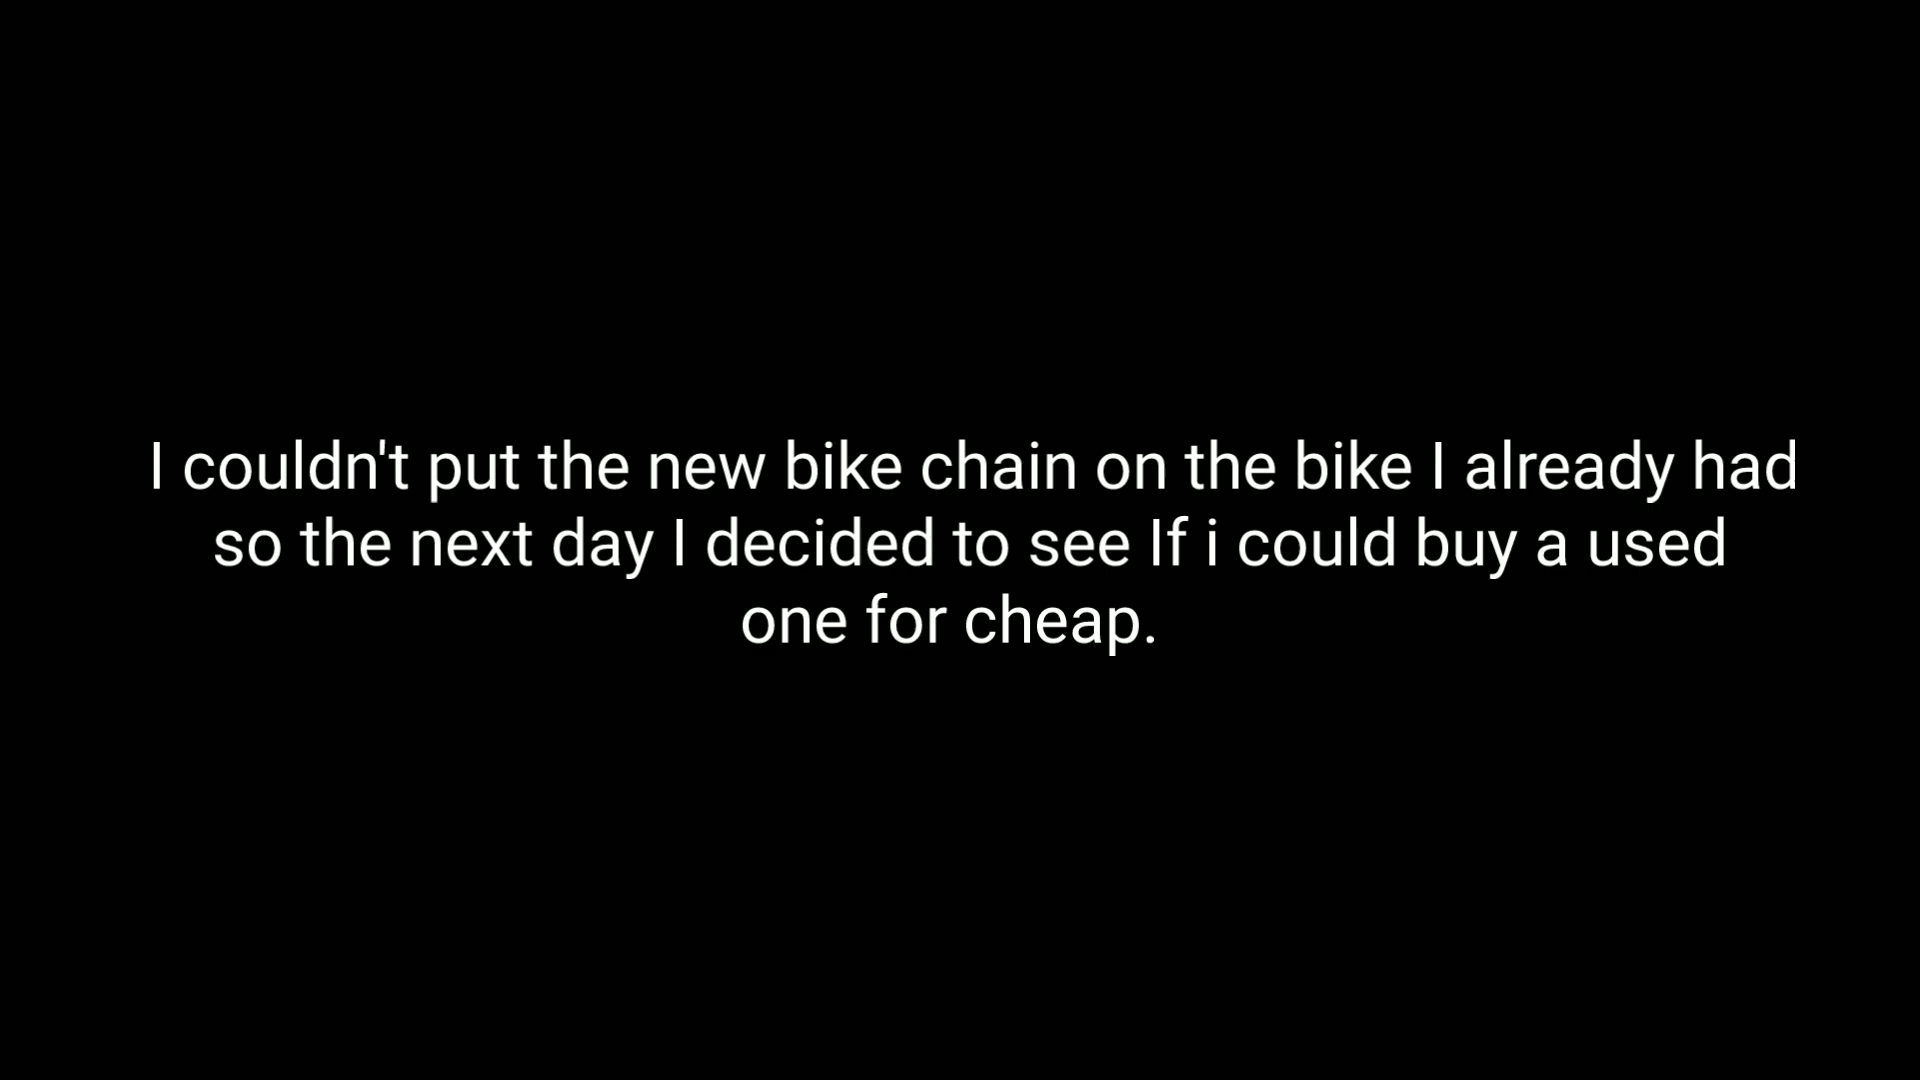 I couldn't put the new bike chain on the bike I already had
so the next day I decided to see If i could buy a used
one for cheap.